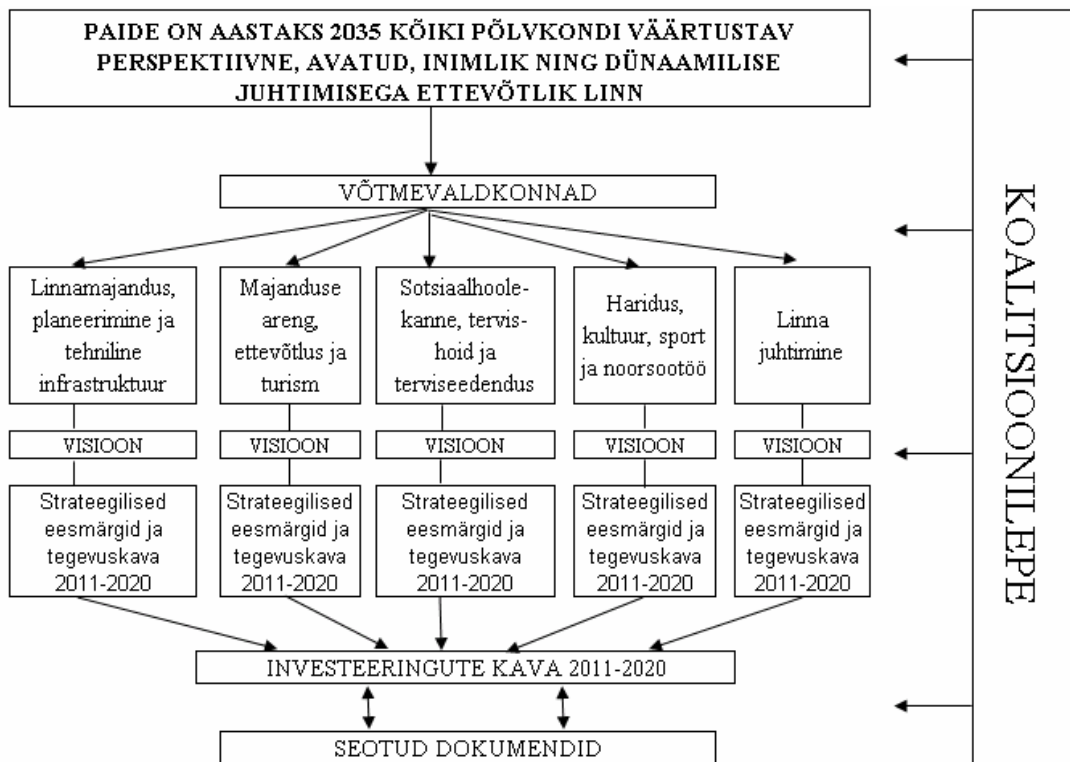 PAIDE ON AASTAKS 2035 KÕIKI PÕLVKONDI VÄÄRTUSTAV
PERSPEKTIIVNE, AVATUD, INIMLIK NING DÜNAAMILISE
JUHTIMISEGA ETTEVÕTLIK LINN
VÕTMEVALDKONNAD
Linnamajandus,
planeerimine ja
tehniline
infrastruktuur
Majanduse
areng,
ettevõtlus ja
turism
Sotsiaalhoole-
kanne, tervis-
hoid ja
terviseedendus
Haridus,
kultuur, sport
ja noorsootöö
Linna
juhtimine
VISIOON
VISIOON
VISIOON
VISIOON
VISIOON
Strateegilised
eesmärgid ja
tegevuskava
2011-2020
Strateegilised
eesmärgid ja
tegevuskava
2011-2020
Strateegilised
eesmärgid ja
tegevuskava
2011-2020
Strateegilised
eesmärgid ja
tegevuskava
2011-2020
Strateegilised
eesmärgid ja
tegevuskava
2011-2020
INVESTEERINGUTE KAVA 2011-2020
SEOTUD DOKUMENDID
KOALITSIOONILEPE